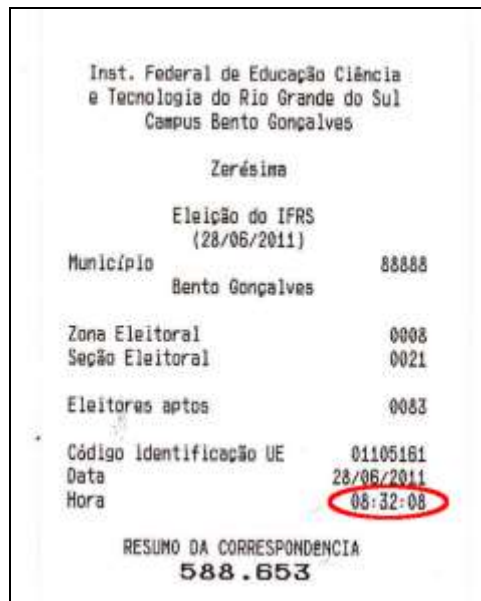 Inst. Federal de Educação Ciência
e Tecnologia do Rio Grande do Sul
Campus Bento Gonçalves
Zerésima
Eleição do IFRS
(28/06/2011)
Município 88888
Bento Gonçalves
Zona Eleitoral 0008
Seção Eleitoral 0021
Eleitores aptos 0083
Código identificação UE 01105161
Data 28/06/2011
Hora 08:32:08
RESUMO DA CORRESPONDÊNCIA
588.653